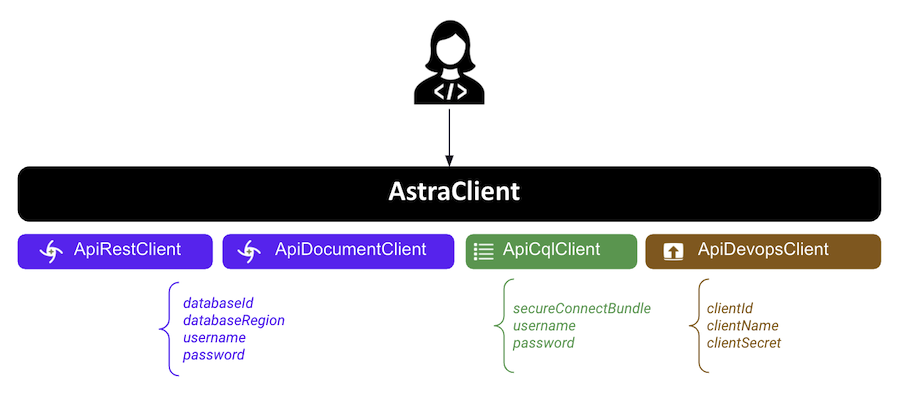 </>
AstraClient
ApiRestClient
ApiDocumentClient
ApiCqlClient
ApiDevopsClient
databaseId
databaseRegion
username
password
secureConnectBundle
username
password
clientId
clientName
clientSecret